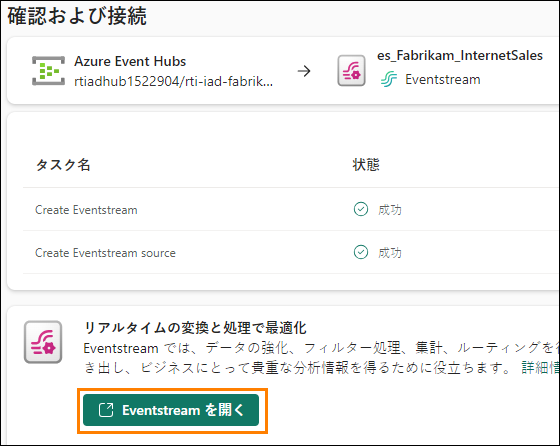 確認および接続
Azure Event Hubs
rtiadhub1522904/rti-iad-fabrik...
es_Fabrikam_InternetSales
Eventstream
タスク名 状態
Create Eventstream 成功
Create Eventstream source 成功
リアルタイムの変換と処理で最適化
Eventstream では、データの強化、フィルター処理、集計、ルーティングを
き出し、ビジネスにとって貴重な分析情報を得るために役立ちます。 詳細情
Eventstream を開く